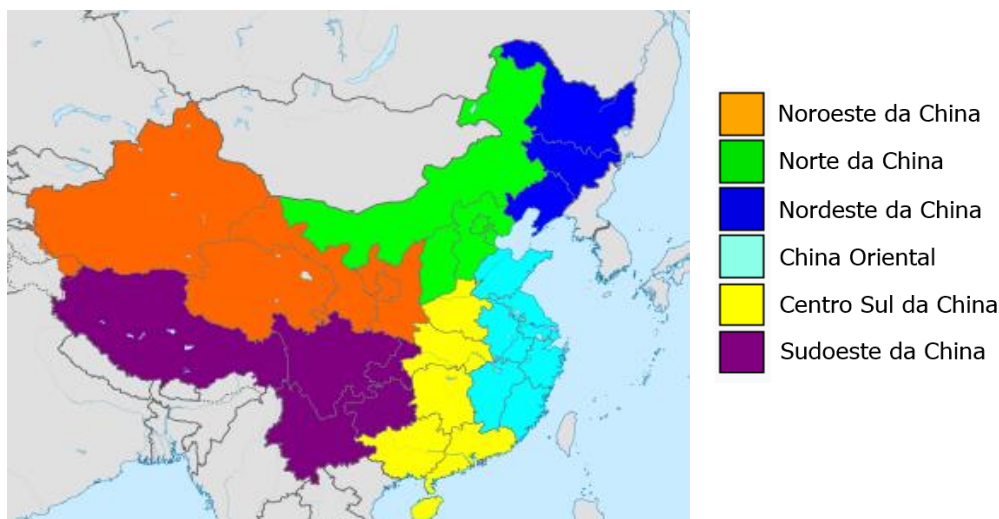 Noroeste da China
Norte da China
Nordeste da China
China Oriental
Centro Sul da China
Sudoeste da China